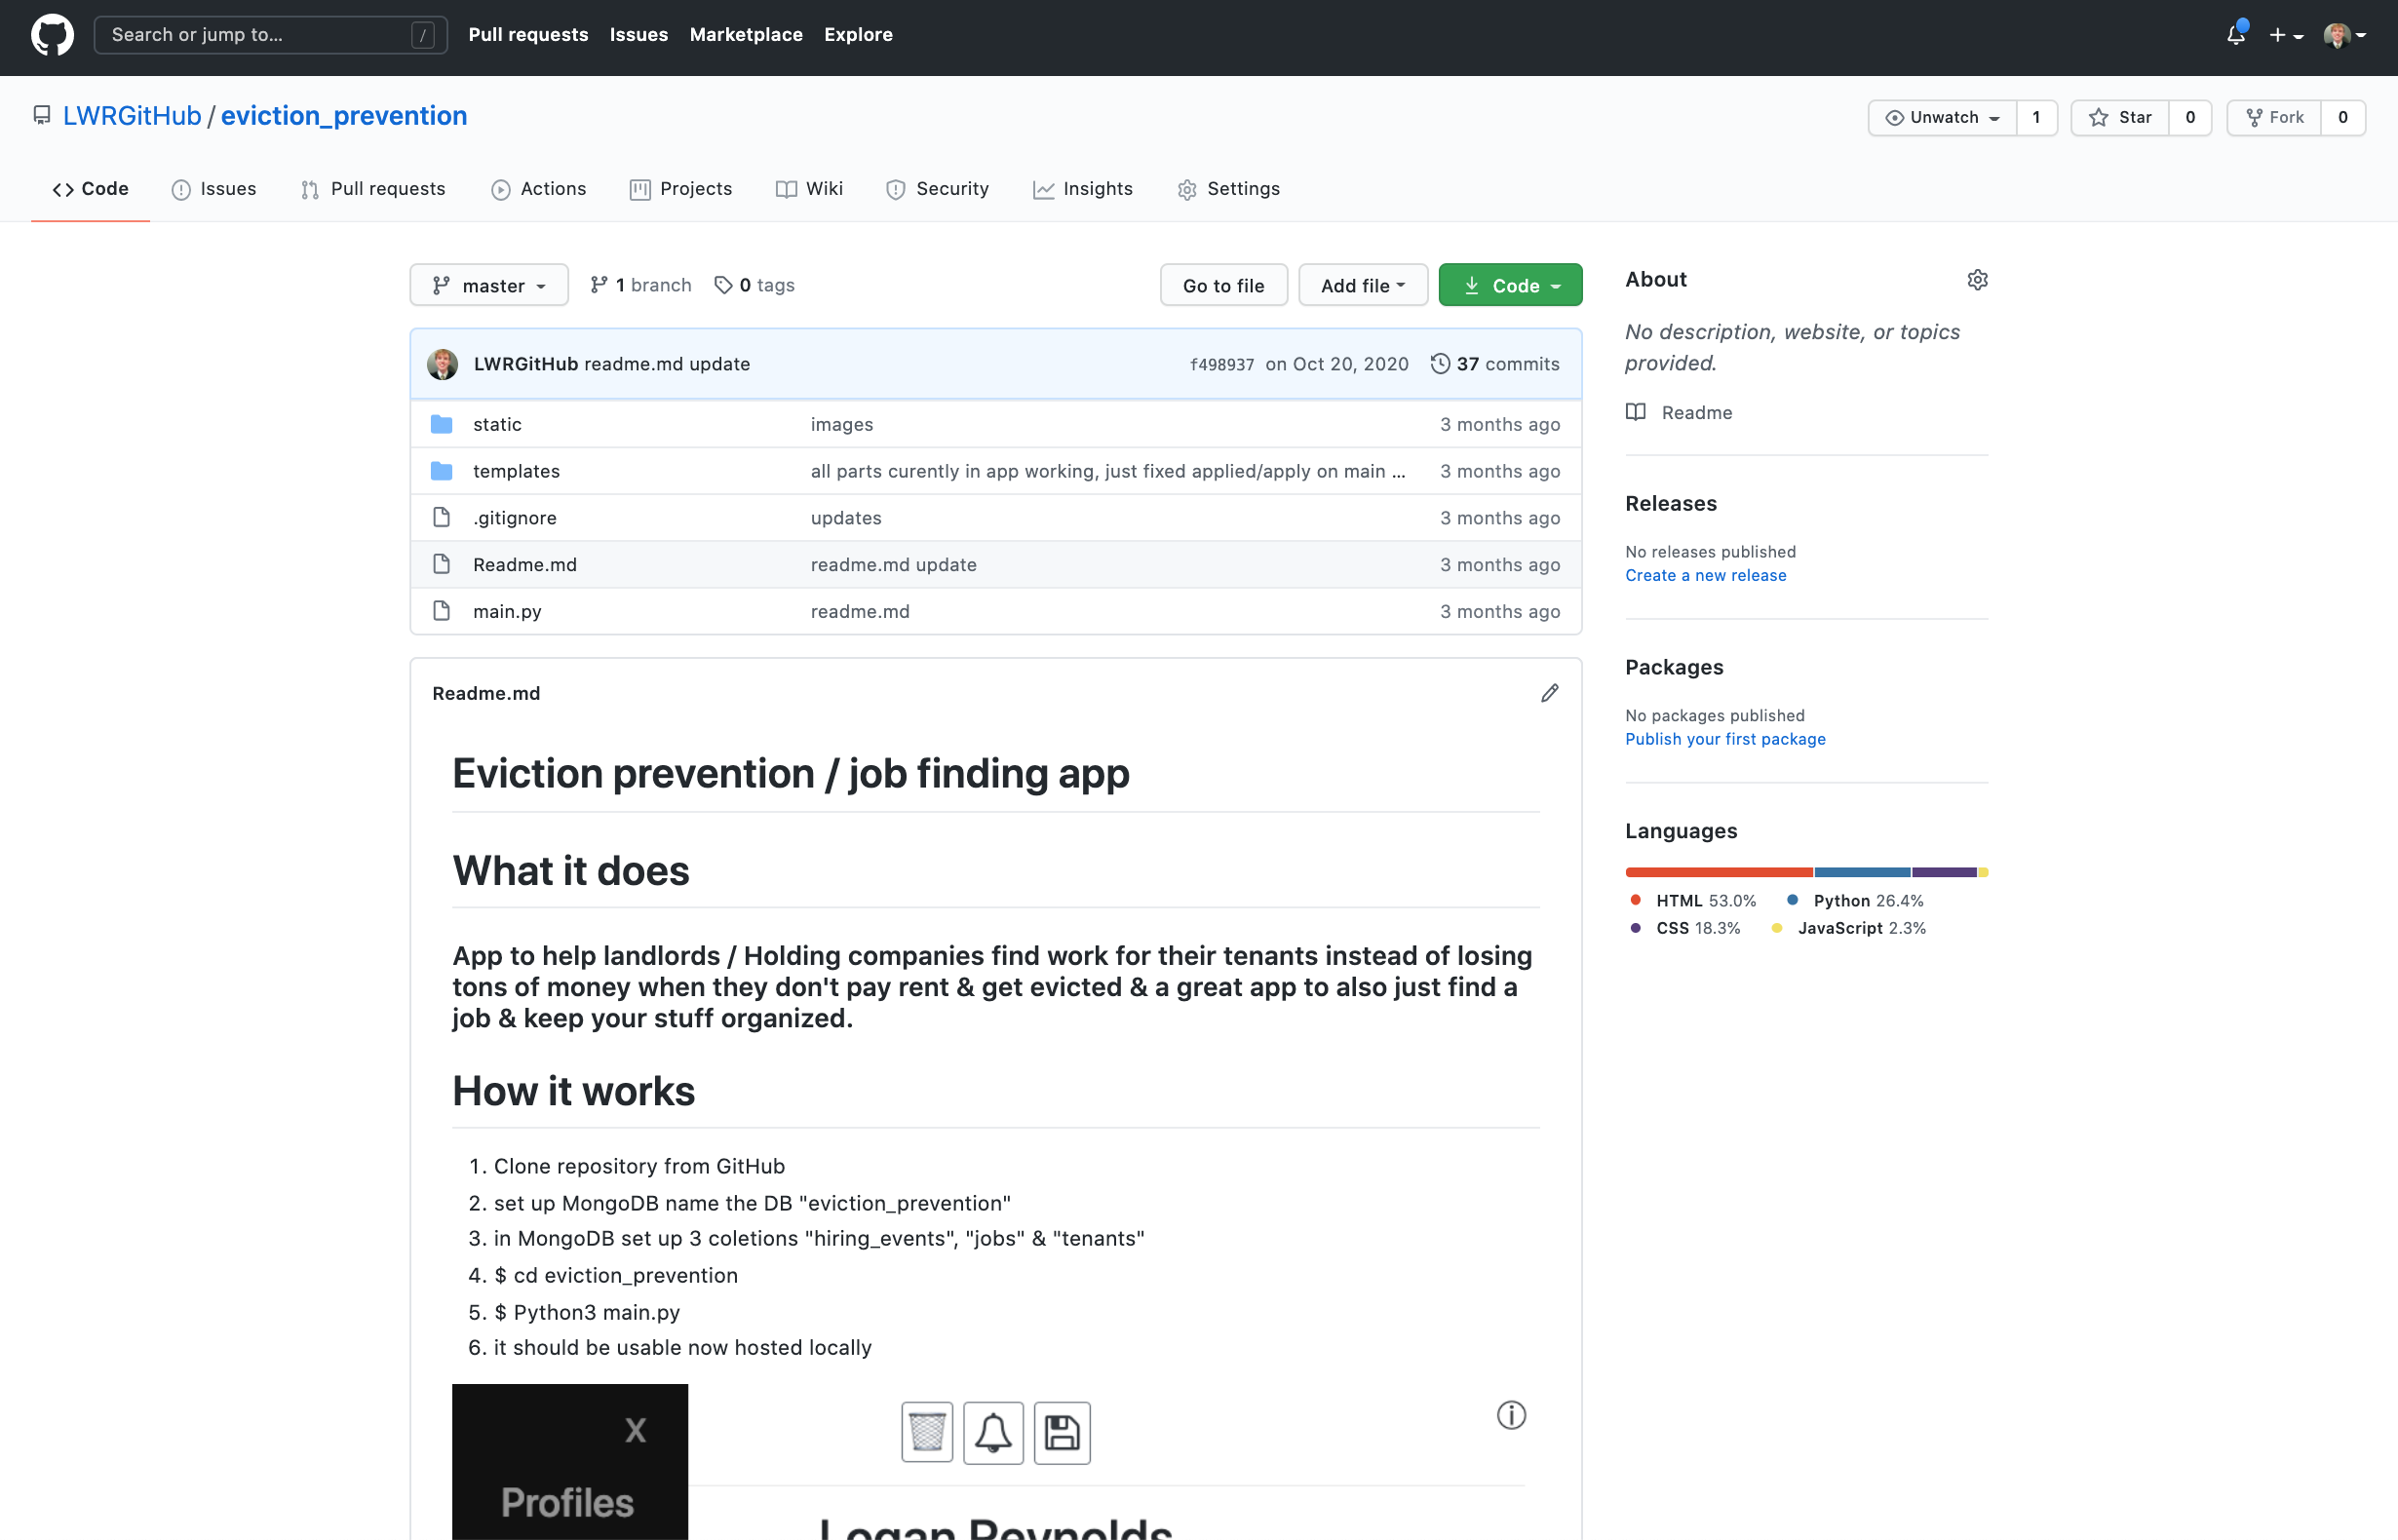 Search or jump to... /
Pull requests Issues Marketplace Explore
LWRGitHub / eviction_prevention
Unwatch 1 Star 0 Fork 0
Code Issues Pull requests Actions Projects Wiki Security Insights Settings
master 1 branch 0 tags Go to file Add file Code
LWRGitHub readme.md update f498937 on Oct 20, 2020 37 commits
static images 3 months ago
templates all parts curently in app working, just fixed applied/apply on main ... 3 months ago
.gitignore updates 3 months ago
Readme.md readme.md update 3 months ago
main.py readme.md 3 months ago
Readme.md
Eviction prevention / job finding app
What it does
App to help landlords / Holding companies find work for their tenants instead of losing
tons of money when they don't pay rent & get evicted & a great app to also just find a
job & keep your stuff organized.
How it works
1. Clone repository from GitHub
2. set up MongoDB name the DB "eviction_prevention"
3. in MongoDB set up 3 coletions "hiring_events", "jobs" & "tenants"
4. $ cd eviction_prevention
5. $ Python3 main.py
6. it should be usable now hosted locally
X
Profiles
Logan Reynolds
About
No description, website, or topics
provided.
Readme
Releases
No releases published
Create a new release
Packages
No packages published
Publish your first package
Languages
HTML 53.0% Python 26.4%
CSS 18.3% JavaScript 2.3%